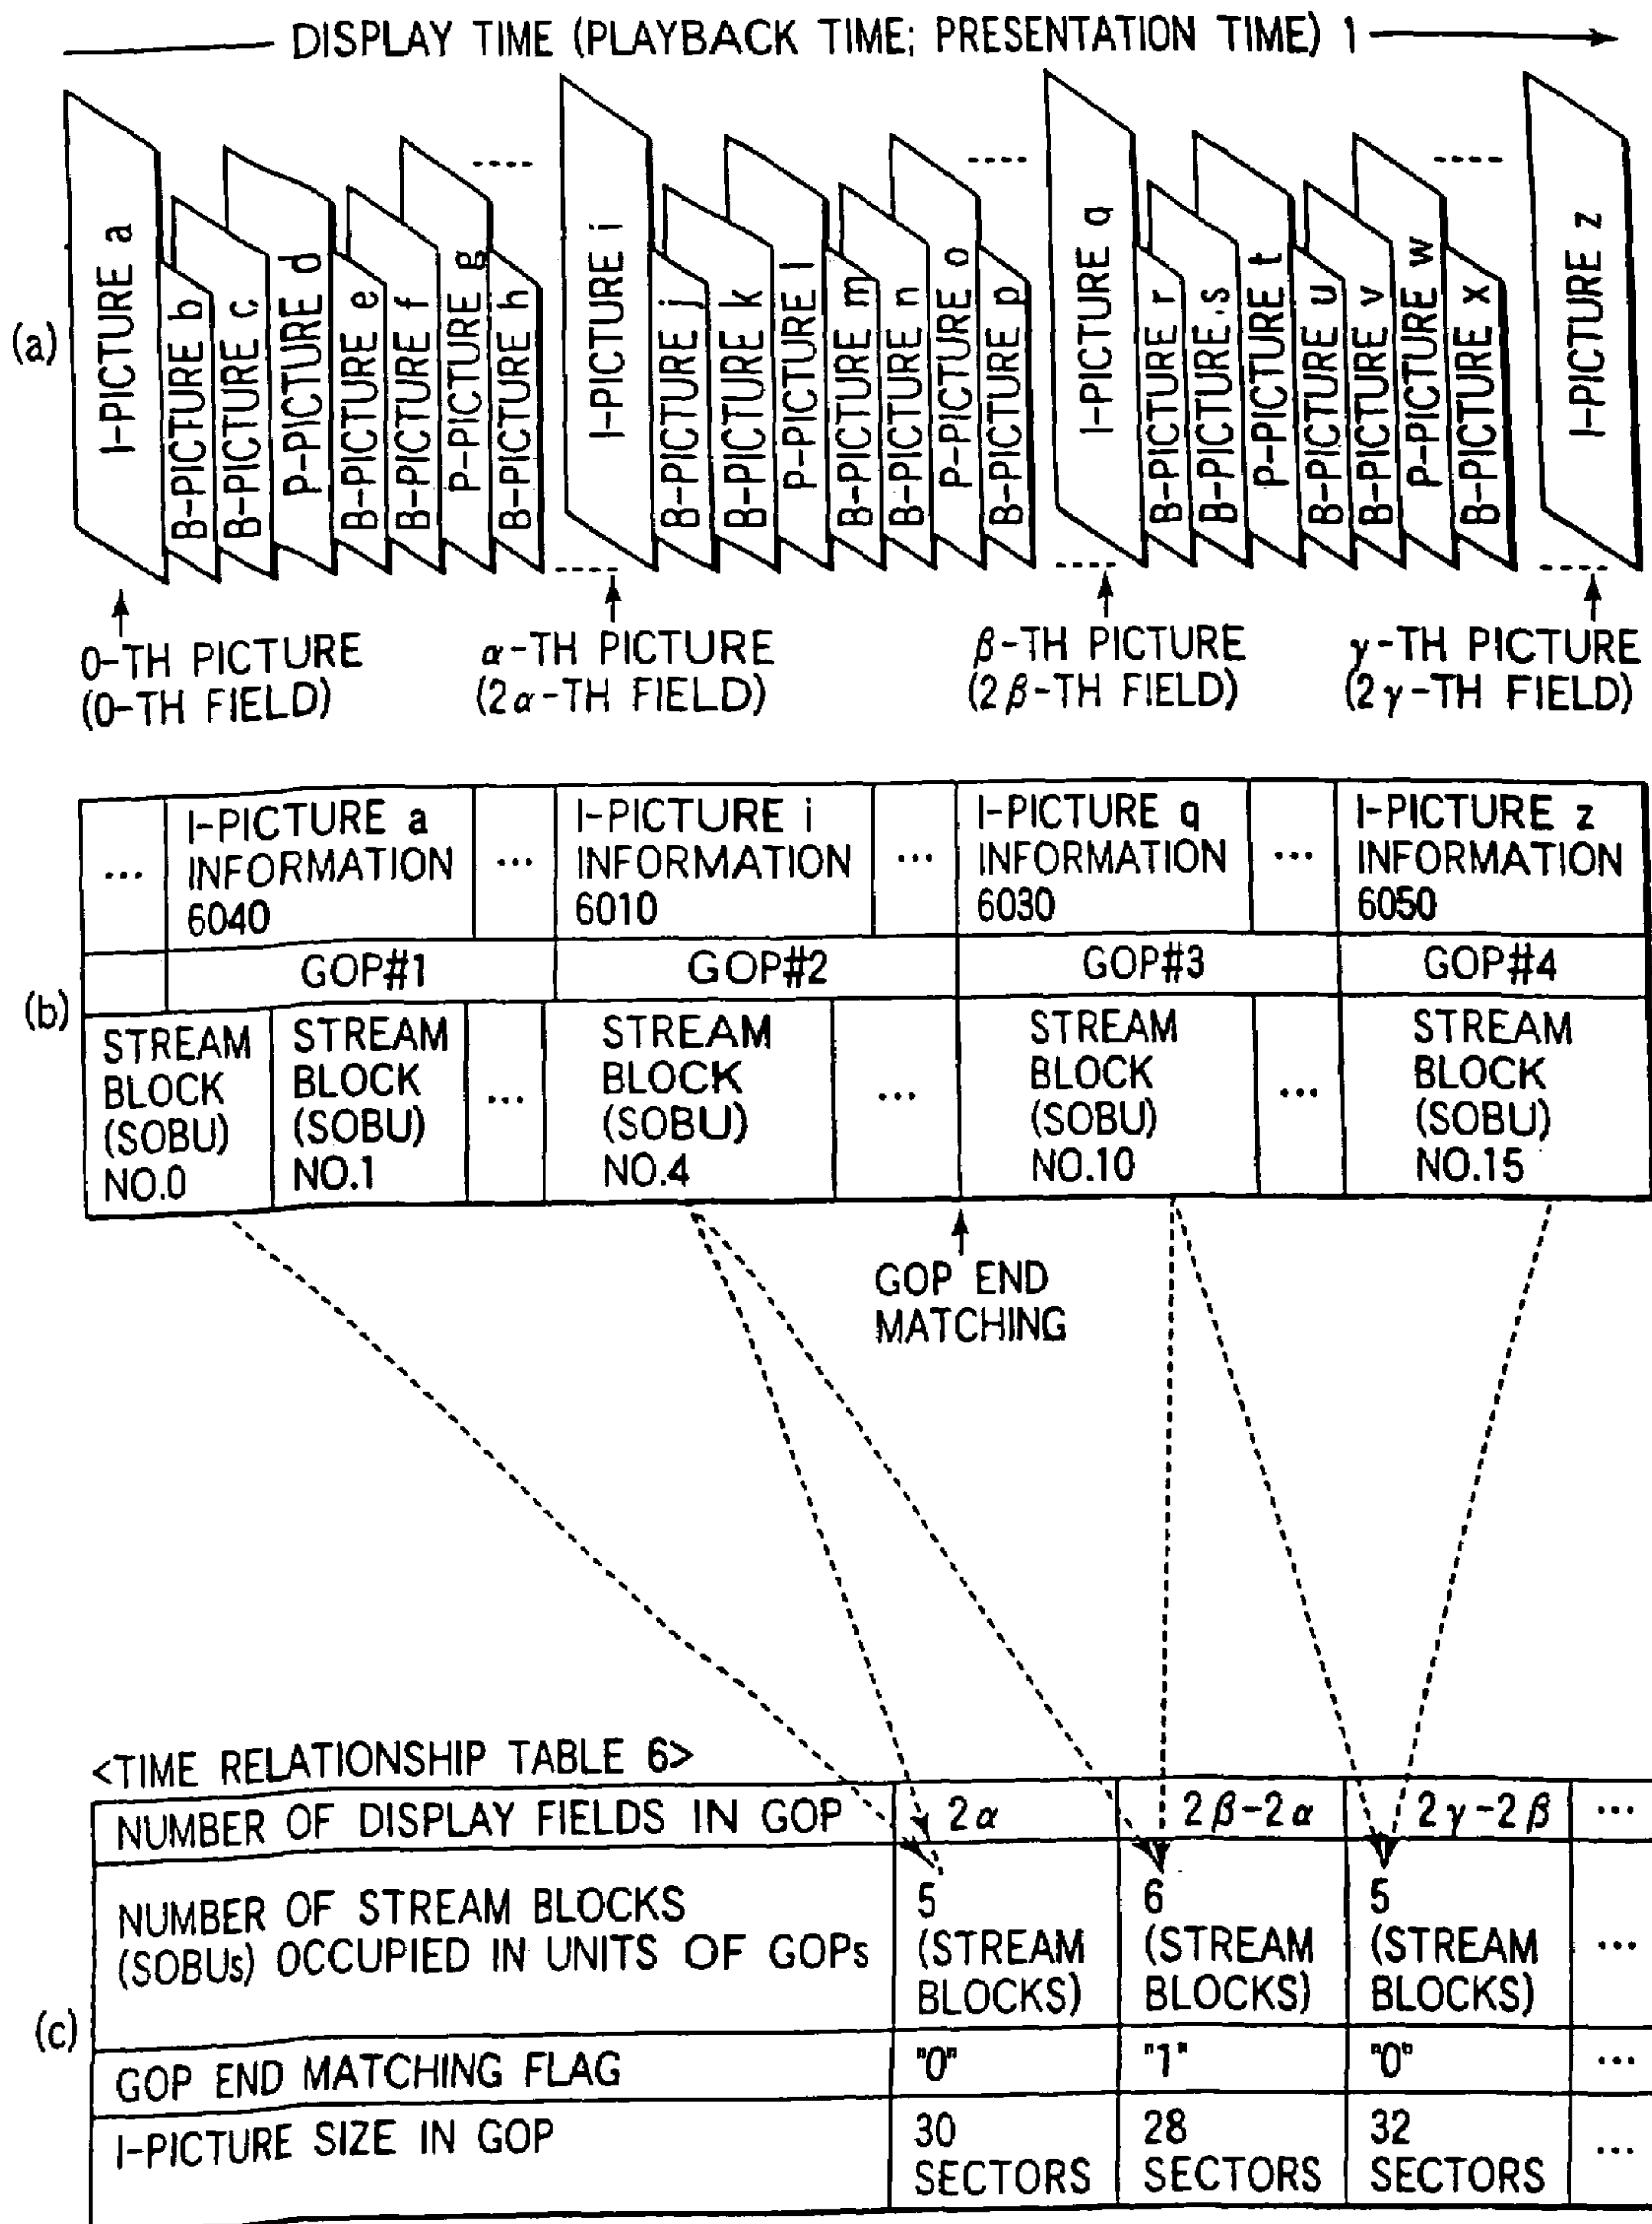 DISPLAY TIME (PLAYBACK TIME; PRESENTATION TIME) 1
(a)
I-PICTURE a
B-PICTURE b
B-PICTURE c
P-PICTURE d
B-PICTURE e
B-PICTURE f
P-PICTURE g
B-PICTURE h
I-PICTURE i
B-PICTURE j
B-PICTURE k
P-PICTURE l
B-PICTURE m
B-PICTURE n
P-PICTURE o
B-PICTURE p
I-PICTURE q
B-PICTURE r
B-PICTURE s
P-PICTURE t
B-PICTURE u
B-PICTURE v
P-PICTURE w
B-PICTURE x
I-PICTURE z
0-TH PICTURE
(0-TH FIELD)
α-TH PICTURE
(2α-TH FIELD)
β-TH PICTURE
(2β-TH FIELD)
γ-TH PICTURE
(2γ-TH FIELD)
(b)
...
I-PICTURE a
INFORMATION
6040
...
I-PICTURE i
INFORMATION
6010
...
I-PICTURE q
INFORMATION
6030
...
I-PICTURE z
INFORMATION
6050
GOP#1
GOP#2
GOP#3
GOP#4
STREAM
BLOCK
(SOBU)
NO.0
STREAM
BLOCK
(SOBU)
NO.1
...
STREAM
BLOCK
(SOBU)
NO.4
...
STREAM
BLOCK
(SOBU)
NO.10
...
STREAM
BLOCK
(SOBU)
NO.15
GOP END
MATCHING
<TIME RELATIONSHIP TABLE 6>
(c)
NUMBER OF DISPLAY FIELDS IN GOP
2α
2β-2α
2γ-2β
...
NUMBER OF STREAM BLOCKS
(SOBUs) OCCUPIED IN UNITS OF GOPs
5
(STREAM
BLOCKS)
6
(STREAM
BLOCKS)
5
(STREAM
BLOCKS)
...
GOP END MATCHING FLAG
"0"
"1"
"0"
...
I-PICTURE SIZE IN GOP
30
SECTORS
28
SECTORS
32
SECTORS
...